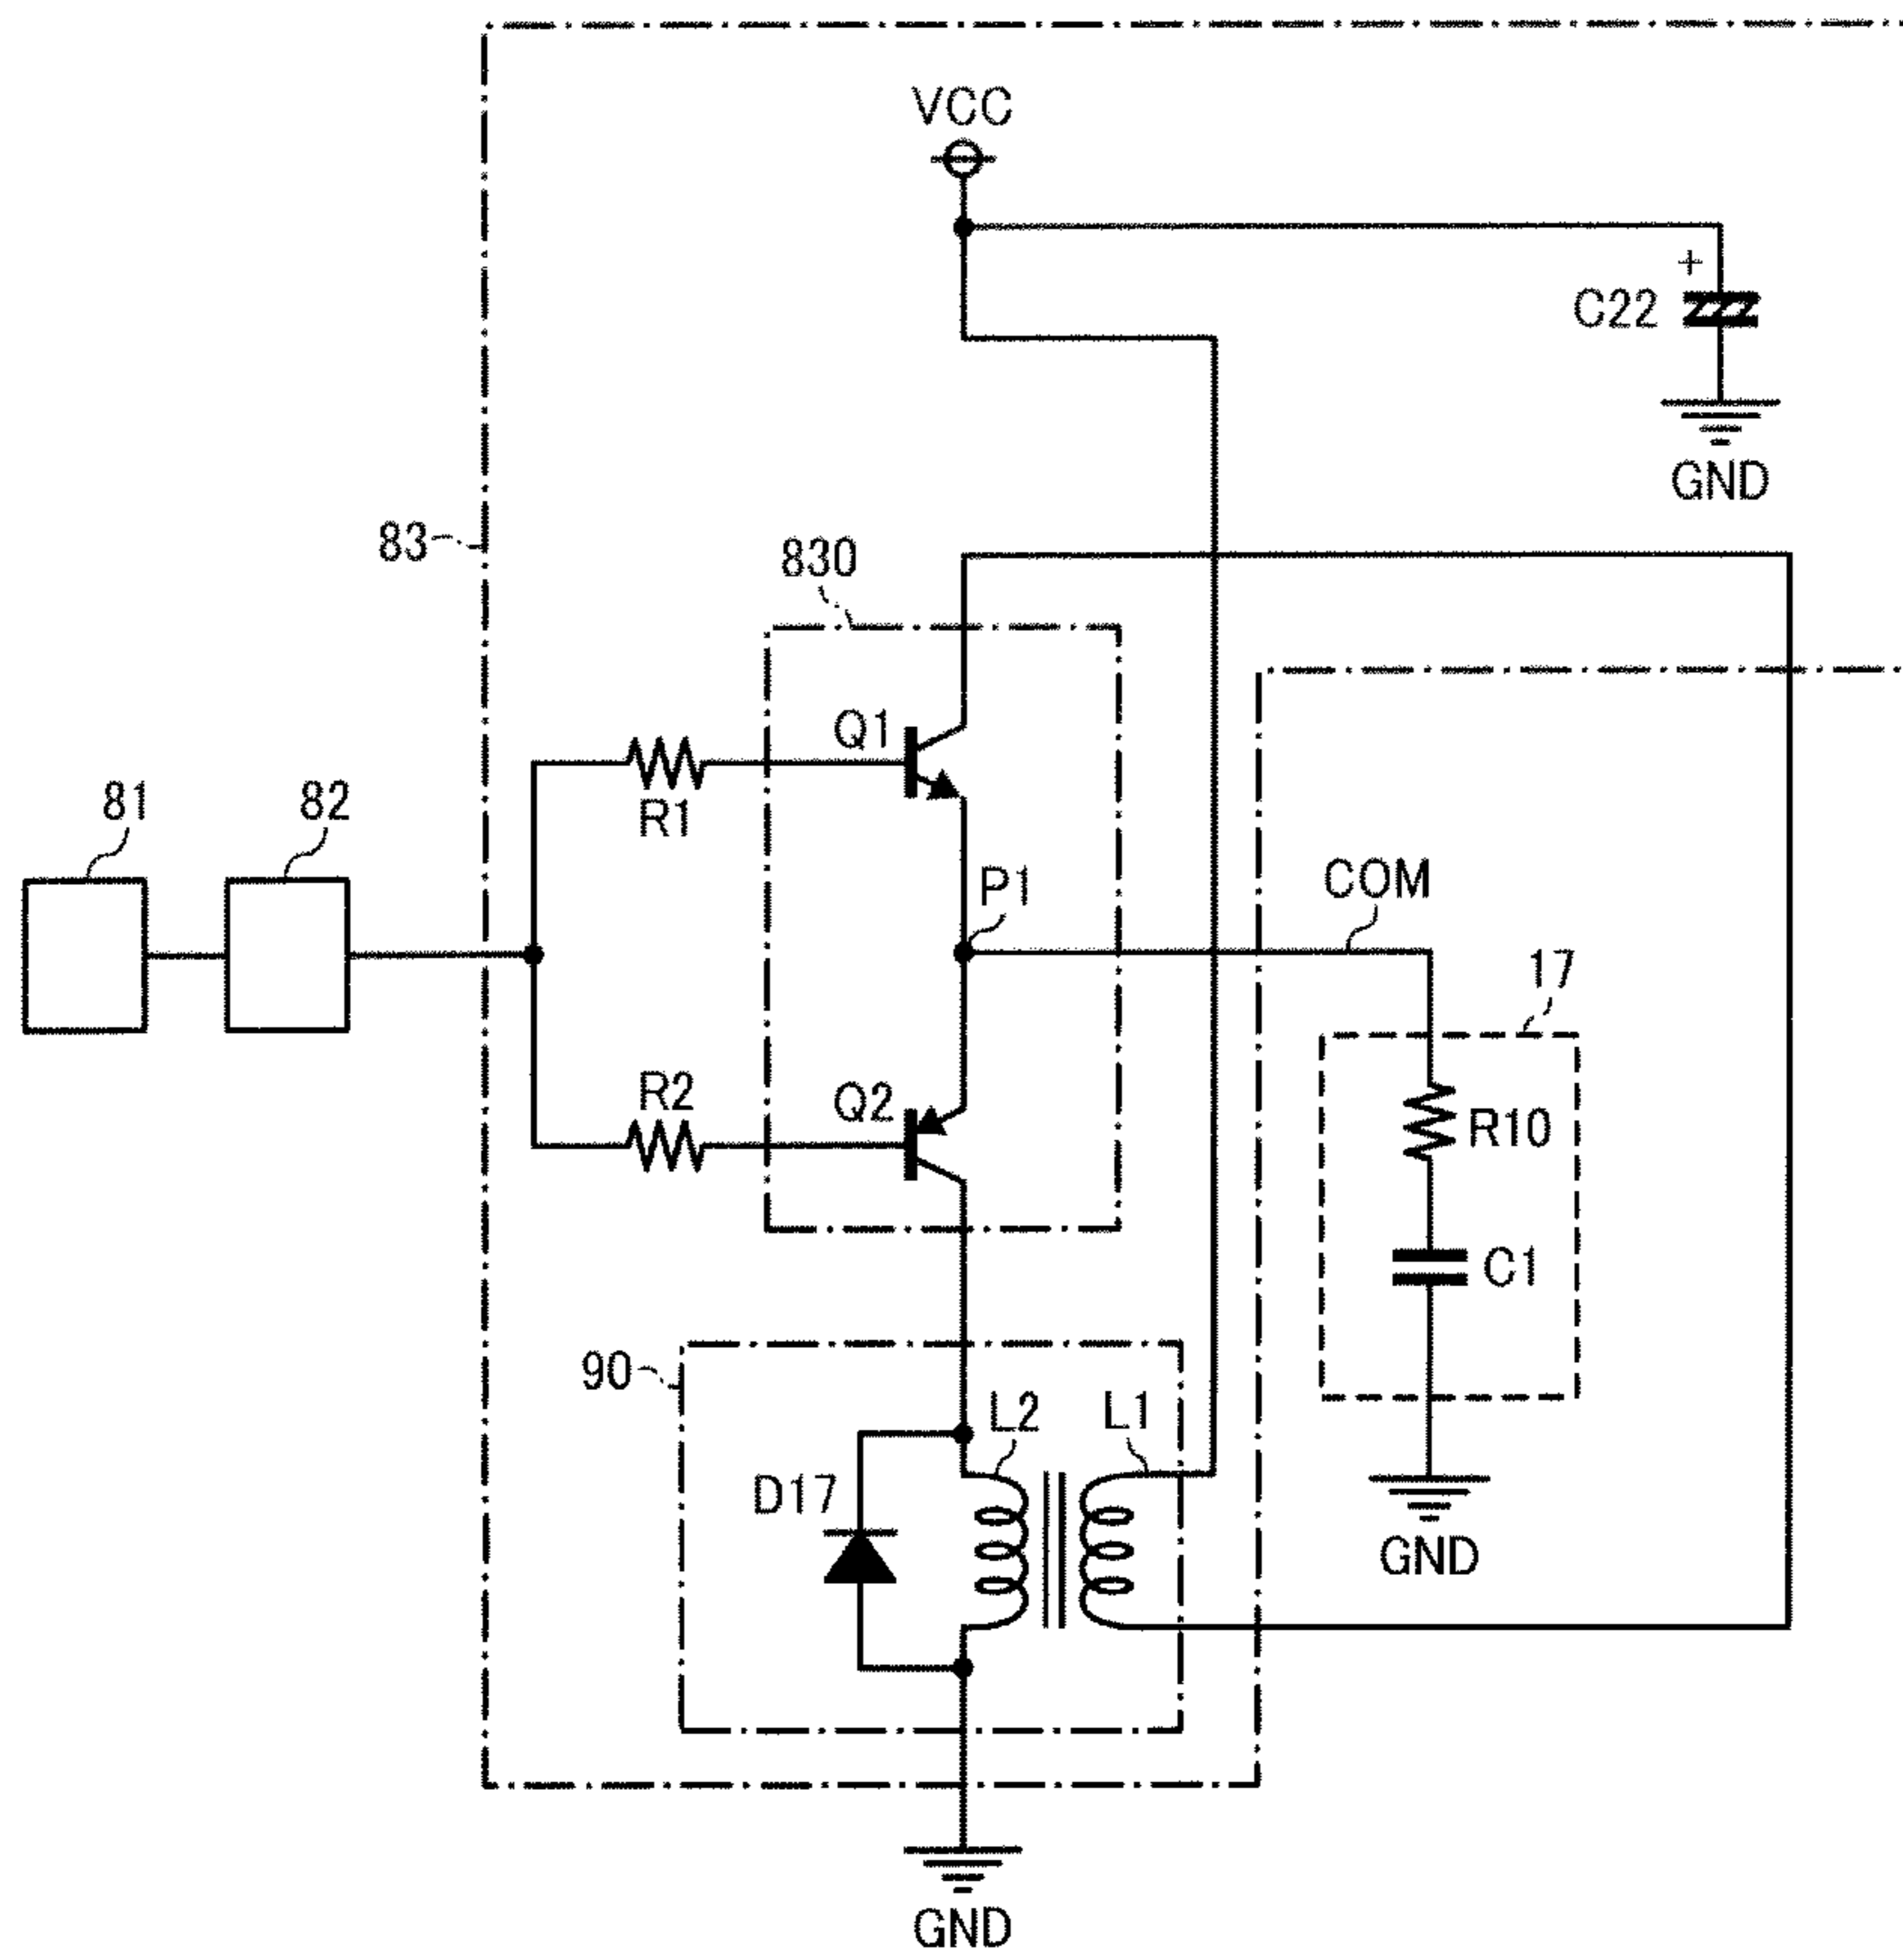 VCC
+
C22
GND
83
830
Q1
R1
81
82
P1
COM
17
R2
Q2
R10
C1
90
L2
L1
D17
GND
GND